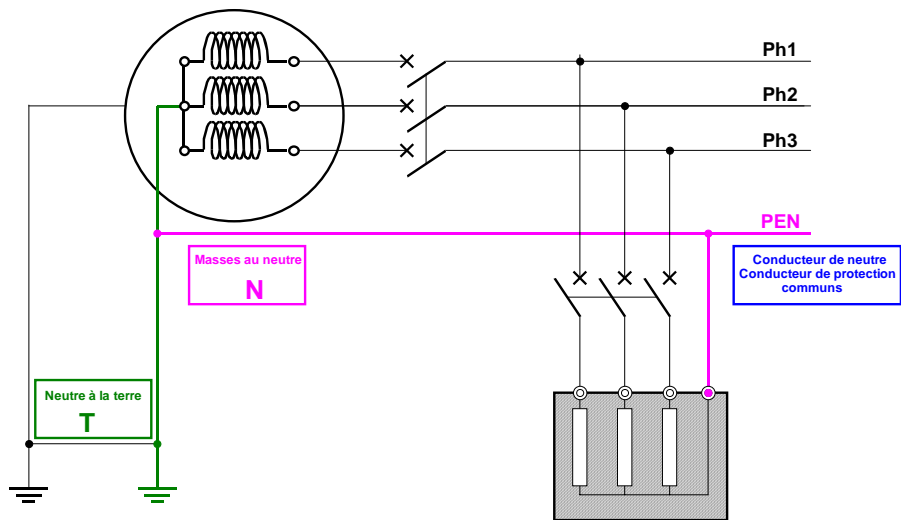 Ph1
Ph2
Ph3
PEN
Masses au neutre
N
Conducteur de neutre
Conducteur de protection
communs
Neutre à la terre
T